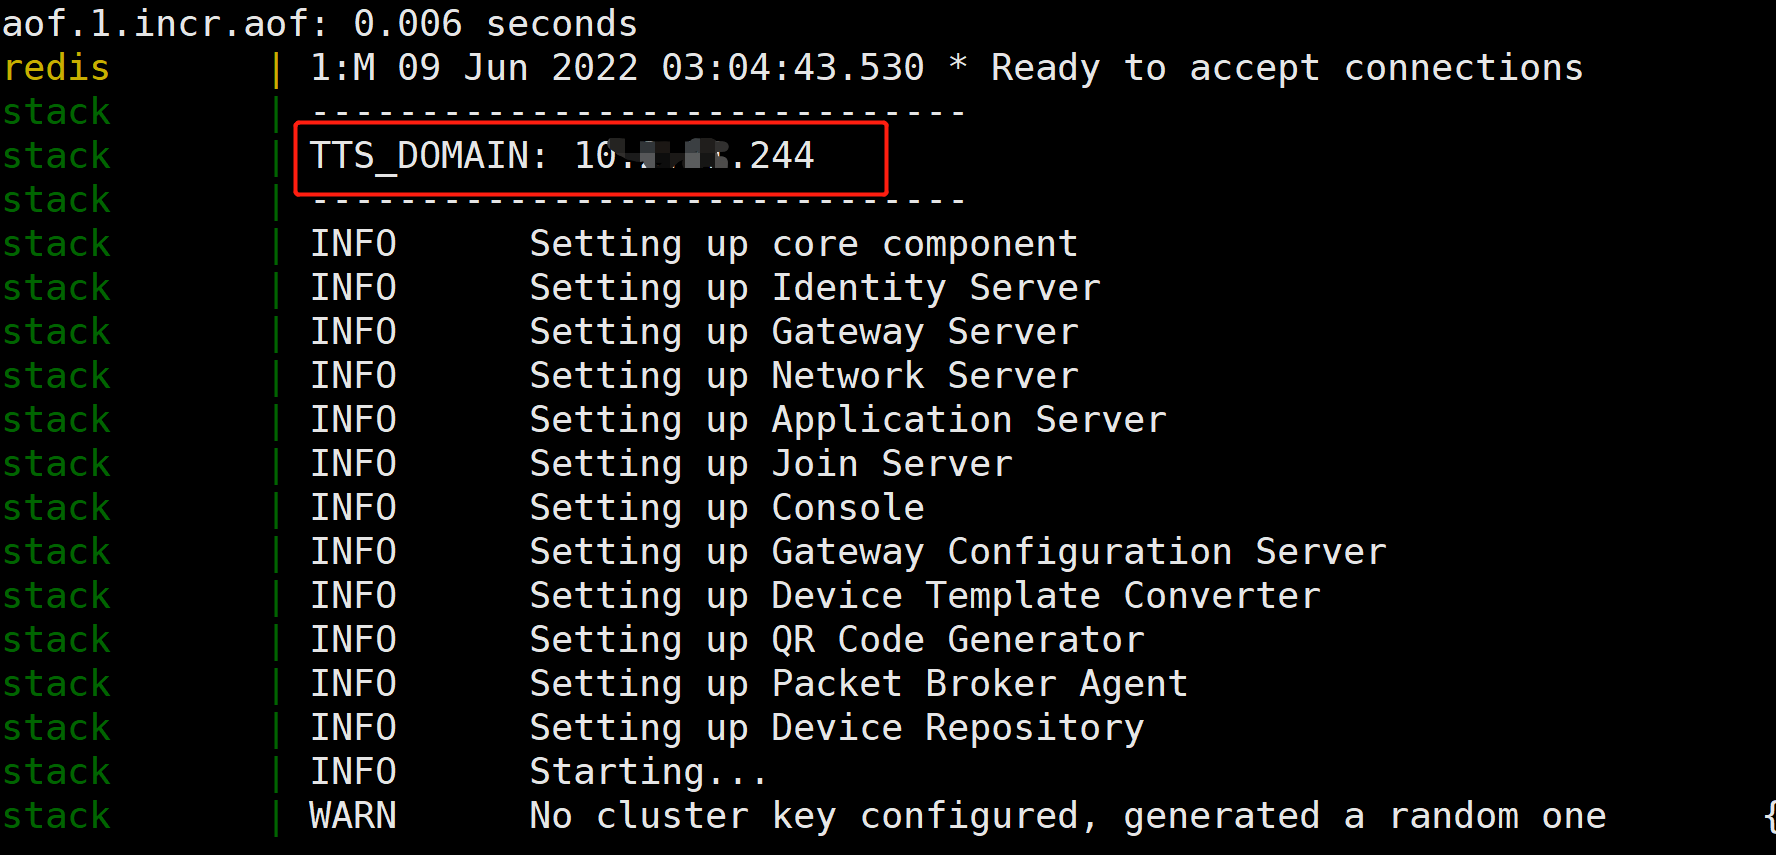 aof.1.incr.aof: 0.006 seconds
redis | 1:M 09 Jun 2022 03:04:43.530 * Ready to accept connections
stack | ------------------------------
stack | TTS_DOMAIN: 10. .244
stack | ------------------------------
stack | INFO Setting up core component
stack | INFO Setting up Identity Server
stack | INFO Setting up Gateway Server
stack | INFO Setting up Network Server
stack | INFO Setting up Application Server
stack | INFO Setting up Join Server
stack | INFO Setting up Console
stack | INFO Setting up Gateway Configuration Server
stack | INFO Setting up Device Template Converter
stack | INFO Setting up QR Code Generator
stack | INFO Setting up Packet Broker Agent
stack | INFO Setting up Device Repository
stack | INFO Starting...
stack | WARN No cluster key configured, generated a random one {